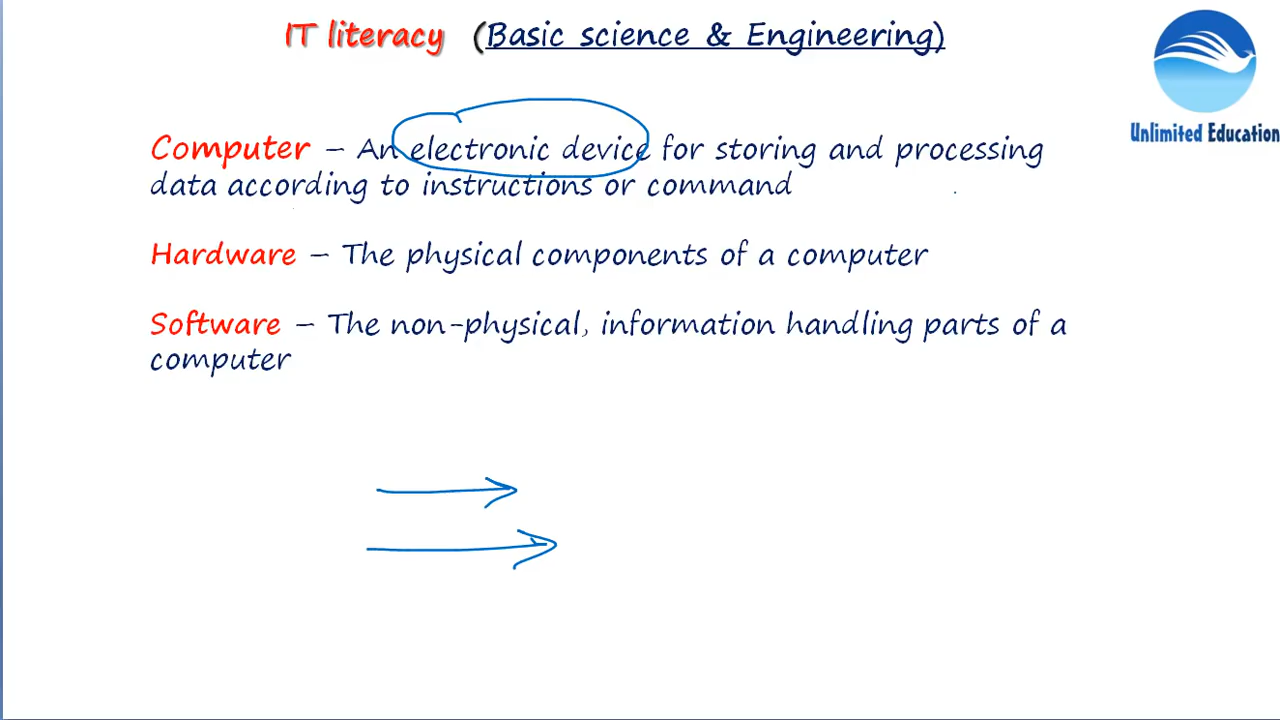 IT literacy (Basic science & Engineering)
Unlimited Education
Computer – An electronic device for storing and processing
data according to instructions or command
Hardware – The physical components of a computer
Software – The non-physical, information handling parts of a
computer